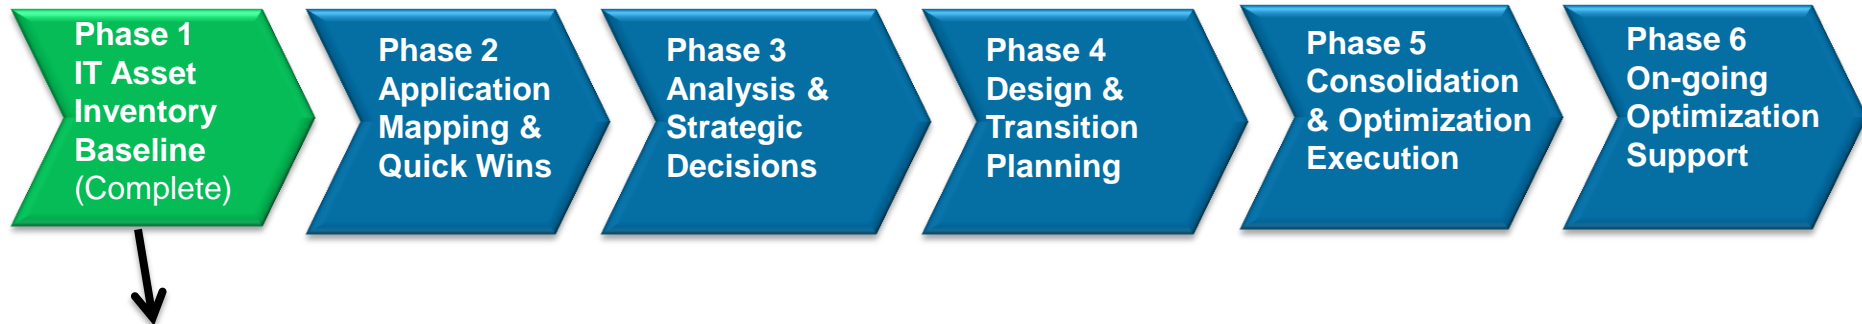 Phase 1
IT Asset
Inventory
Baseline
(Complete)
Phase 2
Application
Mapping &
Quick Wins
Phase 3
Analysis &
Strategic
Decisions
Phase 4
Design &
Transition
Planning
Phase 5
Consolidation
& Optimization
Execution
Phase 6
On-going
Optimization
Support